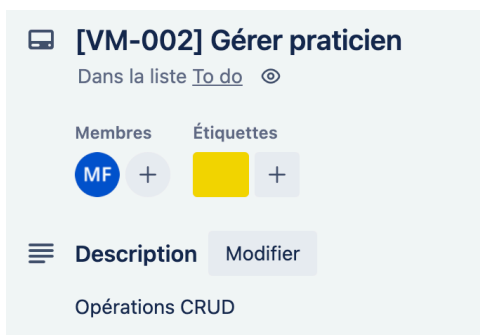 [VM-002] Gérer praticien
Dans la liste To do
Membres Étiquettes
MF + +
Description Modifier
Opérations CRUD